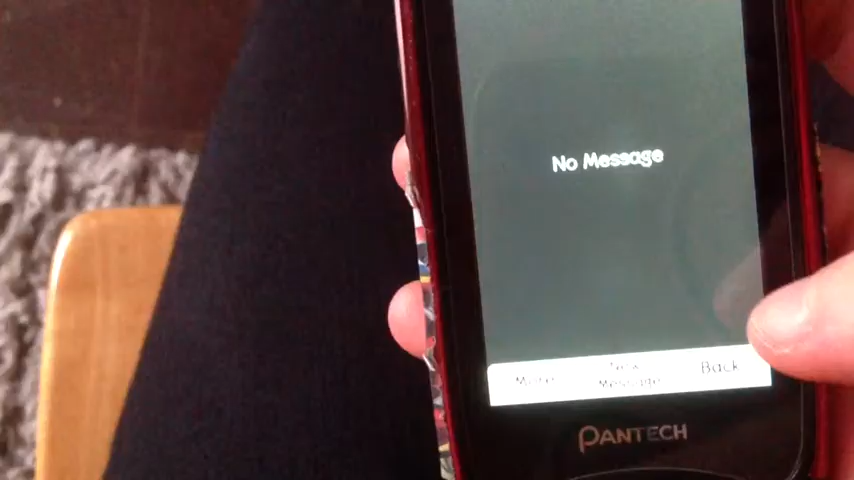 No Message
More
New
Message
Back
PANTECH